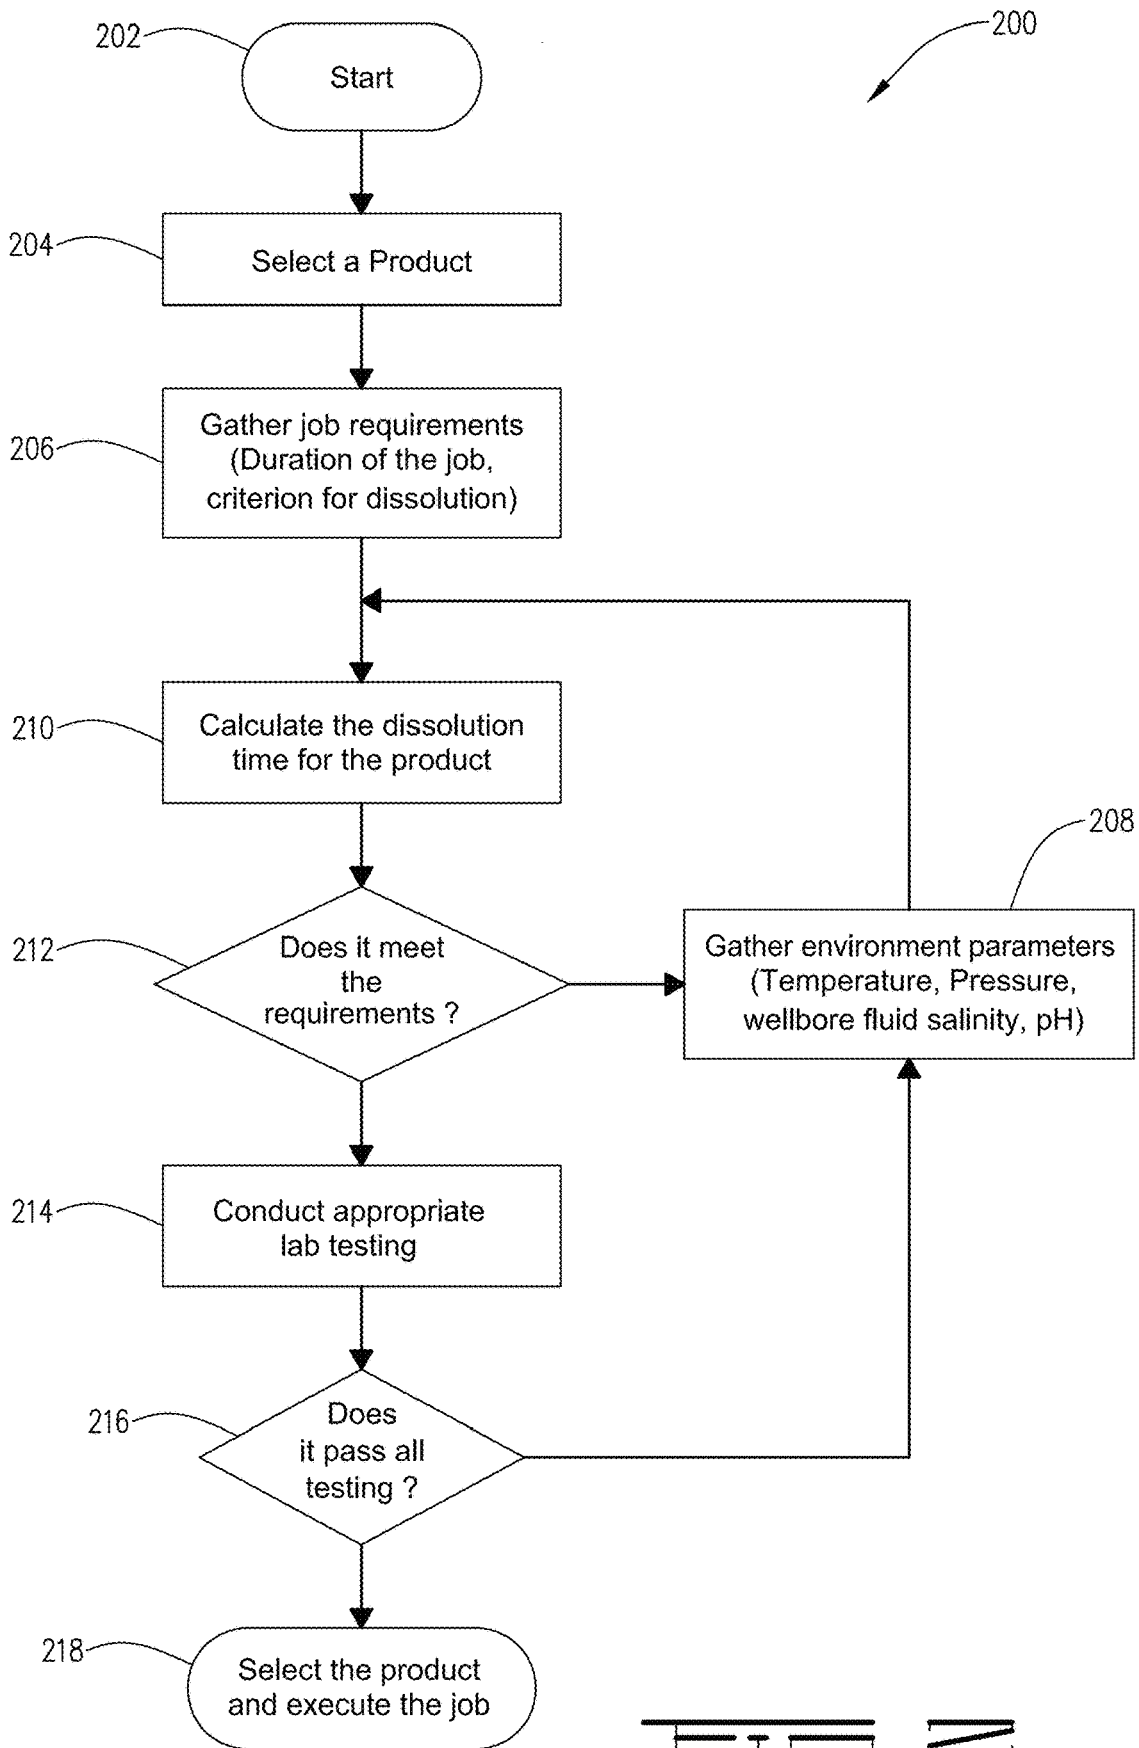 202
Start
200
204
Select a Product
206
Gather job requirements
(Duration of the job,
criterion for dissolution)
210
Calculate the dissolution
time for the product
208
212
Does it meet
the
requirements ?
Gather environment parameters
(Temperature, Pressure,
wellbore fluid salinity, pH)
214
Conduct appropriate
lab testing
216
Does
it pass all
testing ?
218
Select the product
and execute the job